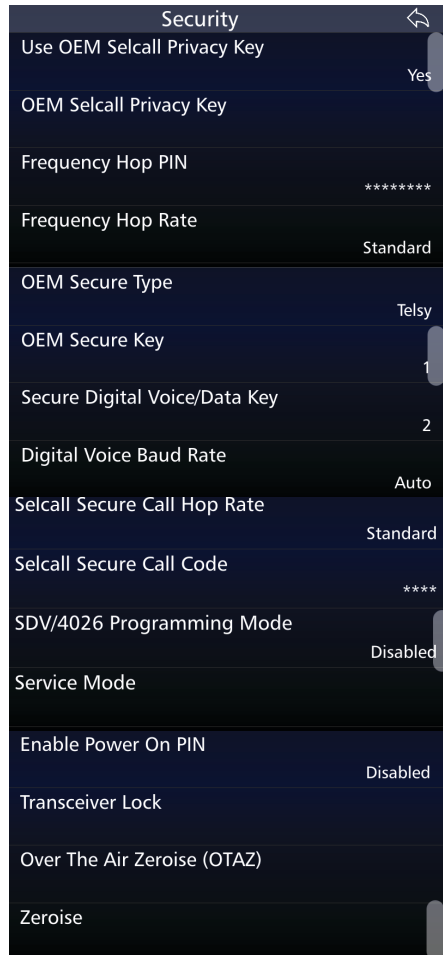 Security
Use OEM Selcall Privacy Key
Yes
OEM Selcall Privacy Key
Frequency Hop PIN
********
Frequency Hop Rate
Standard
OEM Secure Type
Telsy
OEM Secure Key
1
Secure Digital Voice/Data Key
2
Digital Voice Baud Rate
Auto
Selcall Secure Call Hop Rate
Standard
Selcall Secure Call Code
****
SDV/4026 Programming Mode
Disabled
Service Mode
Enable Power On PIN
Disabled
Transceiver Lock
Over The Air Zeroise (OTAZ)
Zeroise